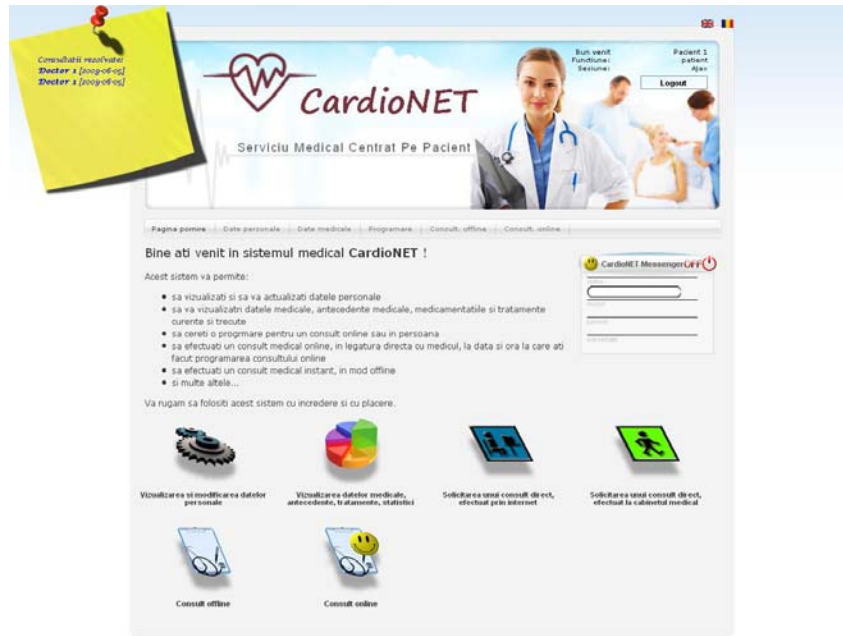 Consultatii rezolvate:
Doctor 1 [2009-06-05]
Doctor 1 [2009-06-05]
Bun venit Pacient 1
Functiune: patient
Sesiune: Ajax
Logout
CardioNET
Serviciu Medical Centrat Pe Pacient
Pagina pornire | Date personale | Date medicale | Programare | Consult. offline | Consult. online |
Bine ati venit in sistemul medical CardioNET !
CardioNET Messenger OFF
Acest sistem va permite:
sa vizualizati si sa va actualizati datele personale
sa va vizualizatn datele medicale, antecedente medicale, medicamentatiile si tratamente
curente si trecute
sa cereti o progrmare pentru un consult online sau in persoana
sa efectuati un consult medical online, in legatura directa cu medicul, la data si ora la care ati
facut programarea consultului online
sa efectuati un consult medical instant, in mod offline
si multe altele...
Va rugam sa folositi acest sistem cu incredere si cu placere.
Vizualizarea si modificarea datelor
personale
Vizualizarea datelor medicale,
antecedente, tratamente, statistici
Solicitarea unui consult direct,
efectuat prin internet
Solicitarea unui consult direct,
efectuat la cabinetul medical
Consult offline
Consult online